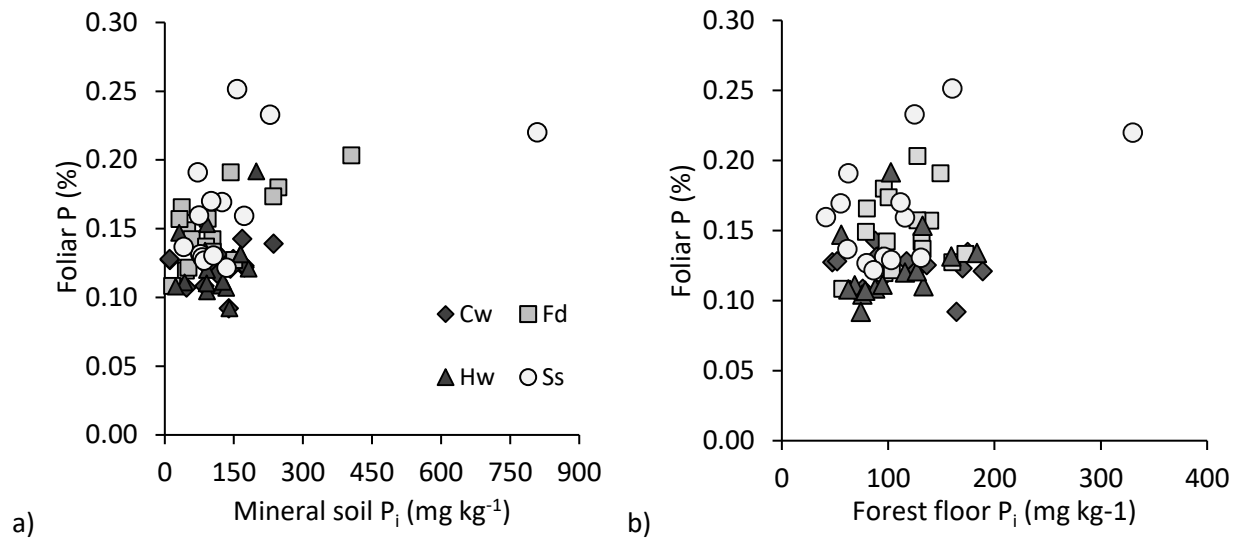 0.30
0.25
0.20
0.15
0.10
0.05
0.00
Foliar P (%)
Cw
Fd
Hw
Ss
0 150 300 450 600 750 900
a) Mineral soil Pi (mg kg-1)
0.30
0.25
0.20
0.15
0.10
0.05
0.00
Foliar P (%)
0 100 200 300 400
b) Forest floor Pi (mg kg-1)